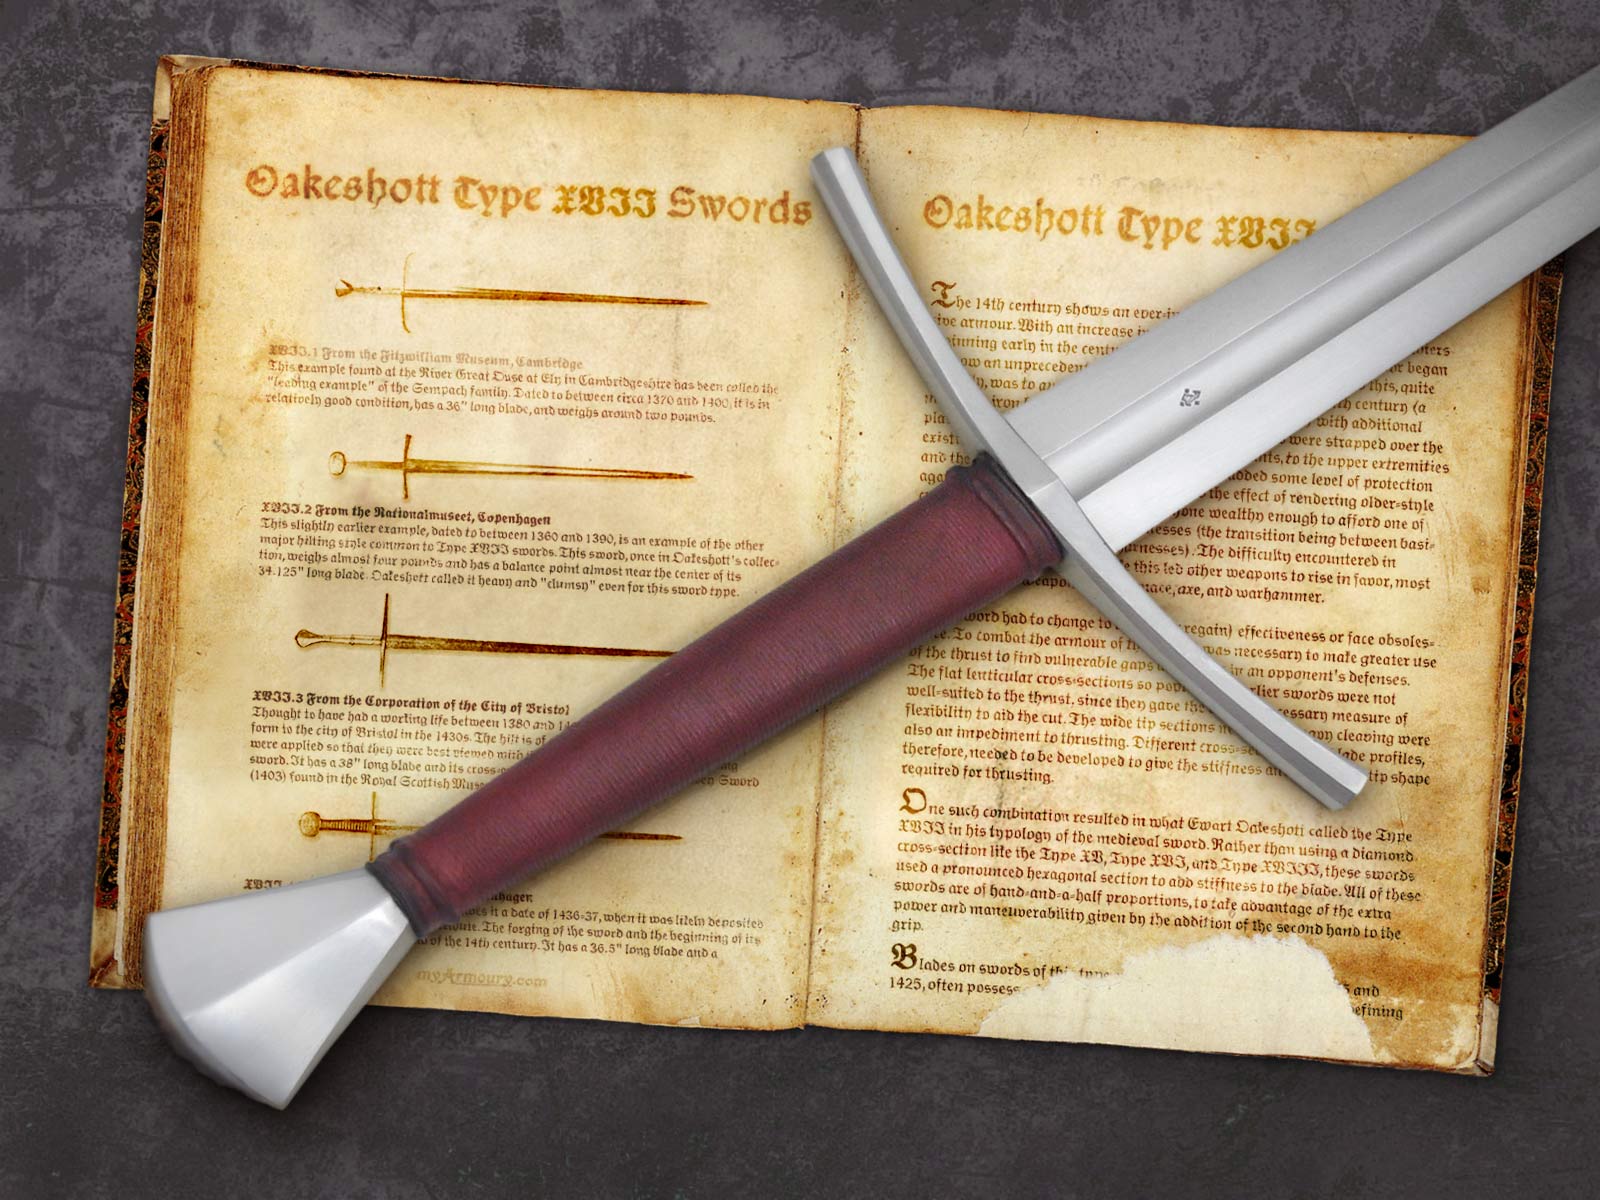 Oakeshott Type XVII Swords
XVII.1 From the Fitzwilliam Museum, Cambridge
This example found at the River Great Ouse at Ely in Cambridgeshire has been called the
"leading example" of the Sempach family. Dated to between circa 1370 and 1400, it is in
relatively good condition, has a 36" long blade, and weighs around two pounds.
XVII.2 From the Nationalmuseet, Copenhagen
This slightly earlier example, dated to between 1360 and 1390, is an example of the other
major hilting style common to Type XVII swords. This sword, once in Oakeshott's collec-
tion, weighs almost four pounds and has a balance point almost near the center of its
34.125" long blade. Oakeshott called it heavy and "clumsy" even for this sword type.
XVII.3 From the Corporation of the City of Bristol
Thought to have had a working life between 1380 and
form to the city of Bristol in the 1430s. The hilt is of
were applied so that they were best viewed with
sword. It has a 38" long blade and its cross-
(1403) found in the Royal Scottish Sword
it a date of 1436-37, when it was likely deposited
The forging of the sword and the beginning of its
of the 14th century. It has a 36.5" long blade and a
myArmoury.com
Oakeshott Type XVII
The 14th century shows an
armour. With an increase
early in the
or began
an unprecedented
was to this, quite
iron century (a
with additional
were strapped over the
and the to the upper extremities
added some level of protection
the effect of rendering older-style
wealthy enough to afford one of
(the transition being between
harnesses). The difficulty encountered in
this led other weapons to rise in favor, most
mace, axe, and warhammer.
sword had to change to regain) effectiveness or face obsoles-
To combat the armour of was necessary to make greater use
of the thrust to find vulnerable gaps in an opponent's defenses.
The flat lenticular cross-sections so earlier swords were not
well-suited to the thrust, since they gave measure of
flexibility to aid the cut. The wide tip sections cleaving were
also an impediment to thrusting. Different blade profiles,
therefore, needed to be developed to give the stiffness and tip shape
required for thrusting.
One such combination resulted in what Ewart Oakeshott called the Type
XVII in his typology of the medieval sword. Rather than using a diamond
cross-section like the Type XV, Type XVI, and Type XVIII, these swords
used a pronounced hexagonal section to add stiffness to the blade. All of these
swords are of hand-and-a-half proportions, to take advantage of the extra
power and maneuverability given by the addition of the second hand to the
grip.
Blades on swords of this type and
1425, often possess defining